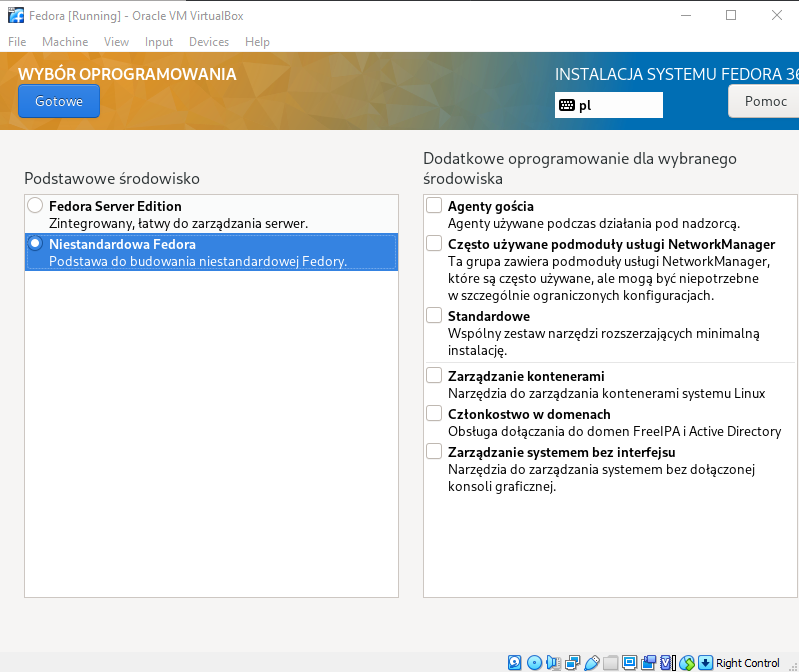 Fedora [Running] - Oracle VM VirtualBox
File Machine View Input Devices Help
WYBÓR OPROGRAMOWANIA
INSTALACJA SYSTEMU FEDORA 36
Gotowe
pl
Pomoc
Podstawowe środowisko
Fedora Server Edition
Zintegrowany, łatwy do zarządzania serwer.
Niestandardowa Fedora
Podstawa do budowania niestandardowej Fedory.
Dodatkowe oprogramowanie dla wybranego
środowiska
Agenty gościa
Agenty używane podczas działania pod nadzorcą.
Często używane podmoduły usługi NetworkManager
Ta grupa zawiera podmoduły usługi NetworkManager,
które są często używane, ale mogą być niepotrzebne
w szczególnie ograniczonych konfiguracjach.
Standardowe
Wspólny zestaw narzędzi rozszerzających minimalną
instalację.
Zarządzanie kontenerami
Narzędzia do zarządzania kontenerami systemu Linux
Członkostwo w domenach
Obsługa dołączania do domen FreeIPA i Active Directory
Zarządzanie systemem bez interfejsu
Narzędzia do zarządzania systemem bez dołączonej
konsoli graficznej.
Right Control